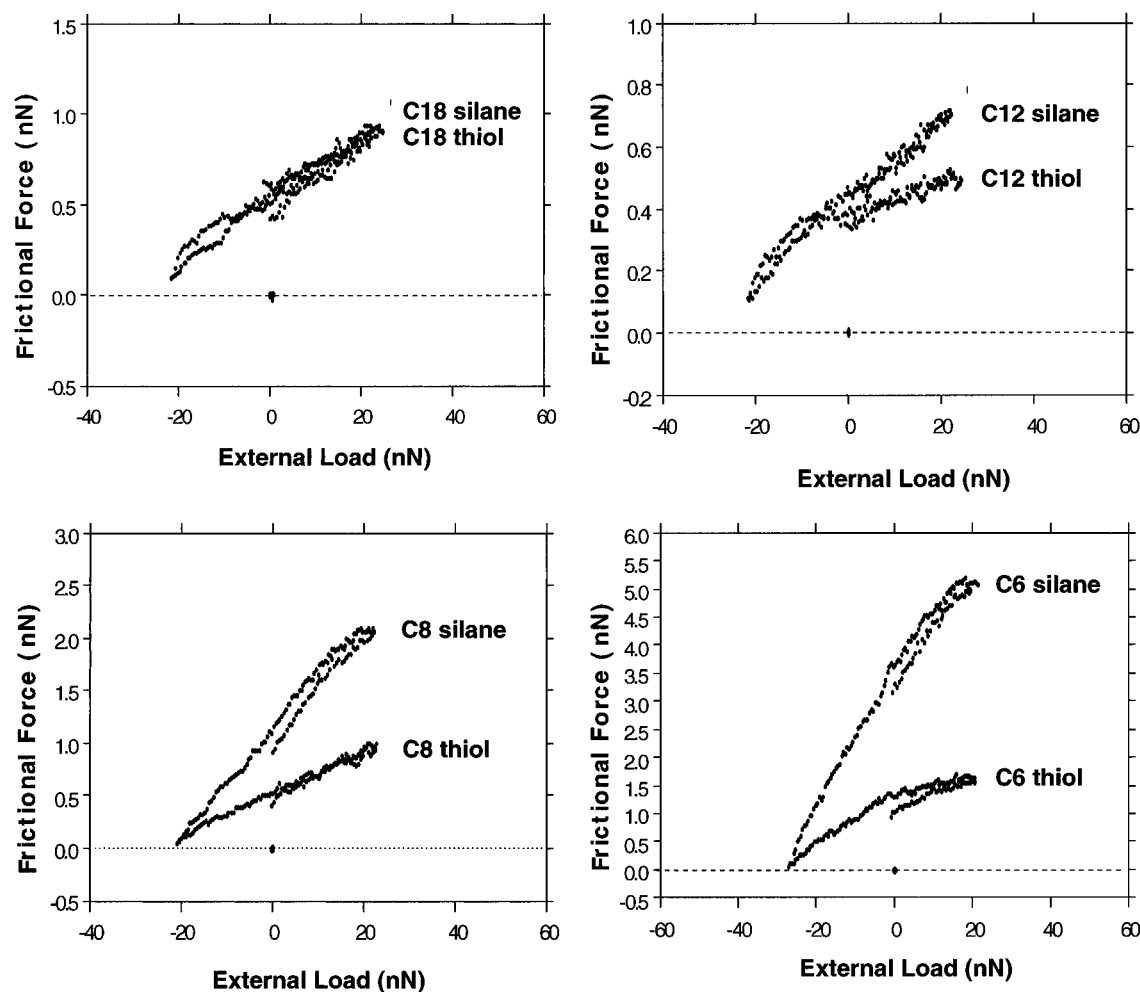 1.5
1.0
0.5
0.0
-0.5
Frictional Force ( nN)
C18 silane
C18 thiol
-40 -20 0 20 40 60
External Load (nN)
1.0
0.8
0.6
0.4
0.2
0.0
-0.2
Frictional Force ( nN)
C12 silane
C12 thiol
-40 -20 0 20 40 60
External Load (nN)
3.0
2.5
2.0
1.5
1.0
0.5
0.0
-0.5
Frictional Force ( nN)
C8 silane
C8 thiol
-40 -20 0 20 40 60
External Load (nN)
6.0
5.5
5.0
4.5
4.0
3.5
3.0
2.5
2.0
1.5
1.0
0.5
0.0
-0.5
Frictional Force ( nN)
C6 silane
C6 thiol
-60 -40 -20 0 20 40 60
External Load (nN)